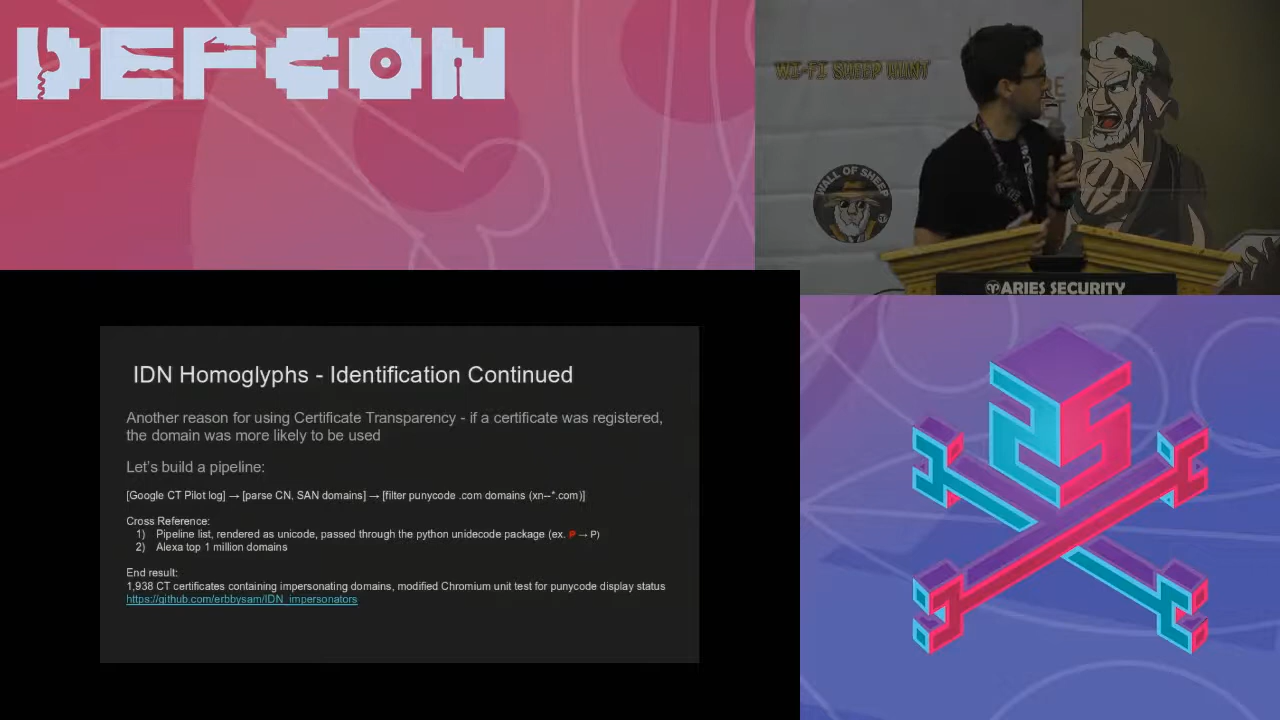 DEFCON
WI-FI SHEEP HUNT
WALL OF SHEEP
ARIES SECURITY
IDN Homoglyphs - Identification Continued
Another reason for using Certificate Transparency - if a certificate was registered,
the domain was more likely to be used
Let's build a pipeline:
[Google CT Pilot log] → [parse CN, SAN domains] → [filter punycode .com domains (xn--*.com)]
Cross Reference:
1) Pipeline list, rendered as unicode, passed through the python unidecode package (ex. P → P)
2) Alexa top 1 million domains
End result:
1,938 CT certificates containing impersonating domains, modified Chromium unit test for punycode display status
https://github.com/erbbysam/IDN_impersonators
25